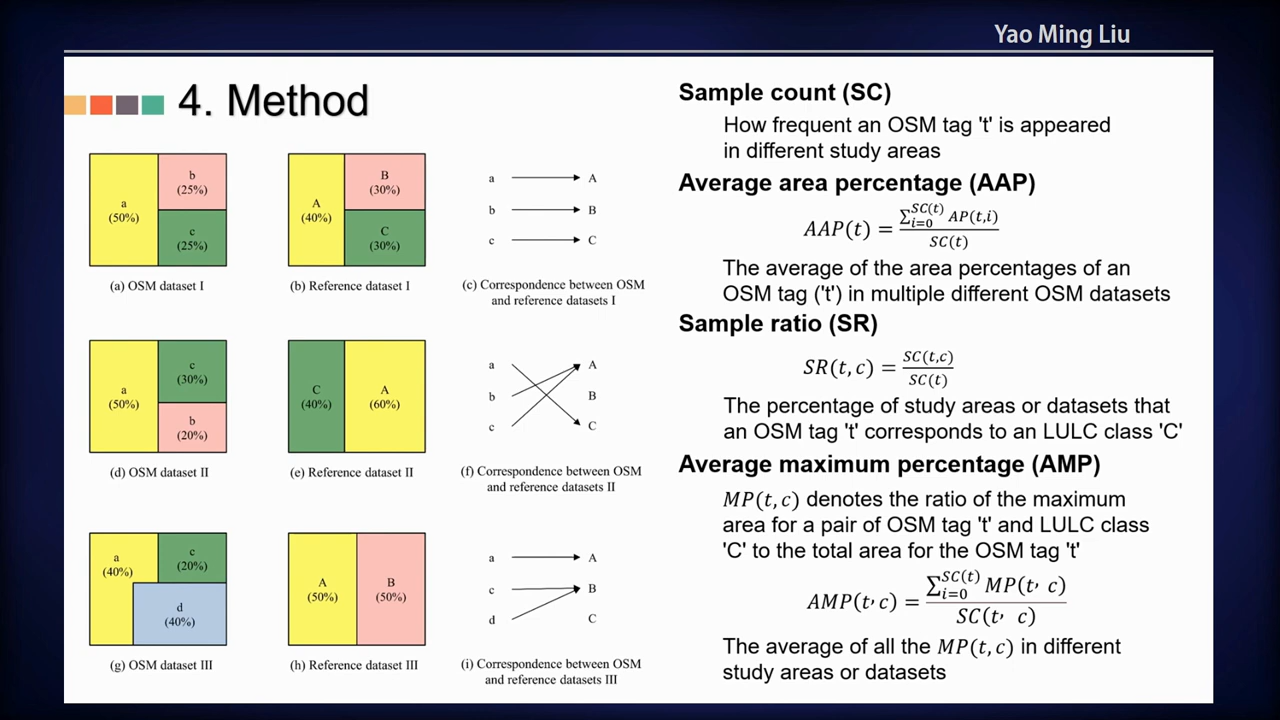 Yao Ming Liu
4. Method
a
(50%)
b
(25%)
c
(25%)
(a) OSM dataset I
A
(40%)
B
(30%)
C
(30%)
(b) Reference dataset I
a A
b B
c C
(c) Correspondence between OSM
and reference datasets I
a
(50%)
c
(30%)
b
(20%)
(d) OSM dataset II
C
(40%)
A
(60%)
(e) Reference dataset II
a A
b B
c C
(f) Correspondence between OSM
and reference datasets II
a
(40%)
c
(20%)
d
(40%)
(g) OSM dataset III
A
(50%)
B
(50%)
(h) Reference dataset III
a A
c B
d C
(i) Correspondence between OSM
and reference datasets III
Sample count (SC)
How frequent an OSM tag 't' is appeared
in different study areas
Average area percentage (AAP)
AAP(t) = \frac{\sum_{i=0}^{SC(t)} AP(t,i)}{SC(t)}
The average of the area percentages of an
OSM tag ('t') in multiple different OSM datasets
Sample ratio (SR)
SR(t, c) = \frac{SC(t,c)}{SC(t)}
The percentage of study areas or datasets that
an OSM tag 't' corresponds to an LULC class 'C'
Average maximum percentage (AMP)
MP(t, c) denotes the ratio of the maximum
area for a pair of OSM tag 't' and LULC class
'C' to the total area for the OSM tag 't'
AMP(t, c) = \frac{\sum_{i=0}^{SC(t)} MP(t, c)}{SC(t, c)}
The average of all the MP(t, c) in different
study areas or datasets